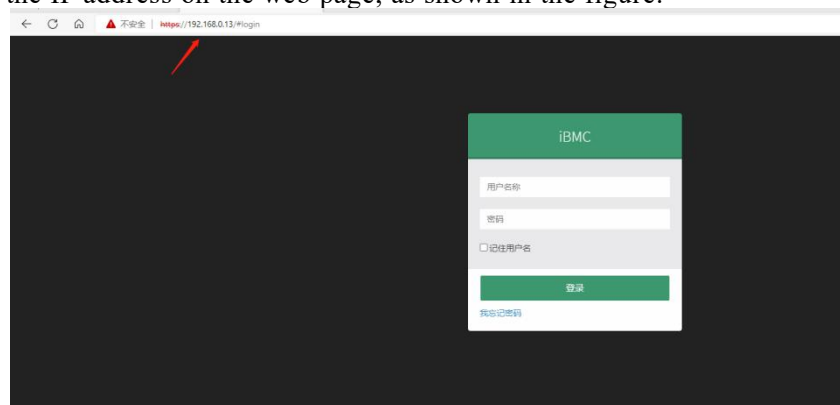 the IP address on the web page, as shown in the figure.
不安全 | https://192.168.0.13/#login
iBMC
用户名称
密码
记住用户名
登录
我忘记密码